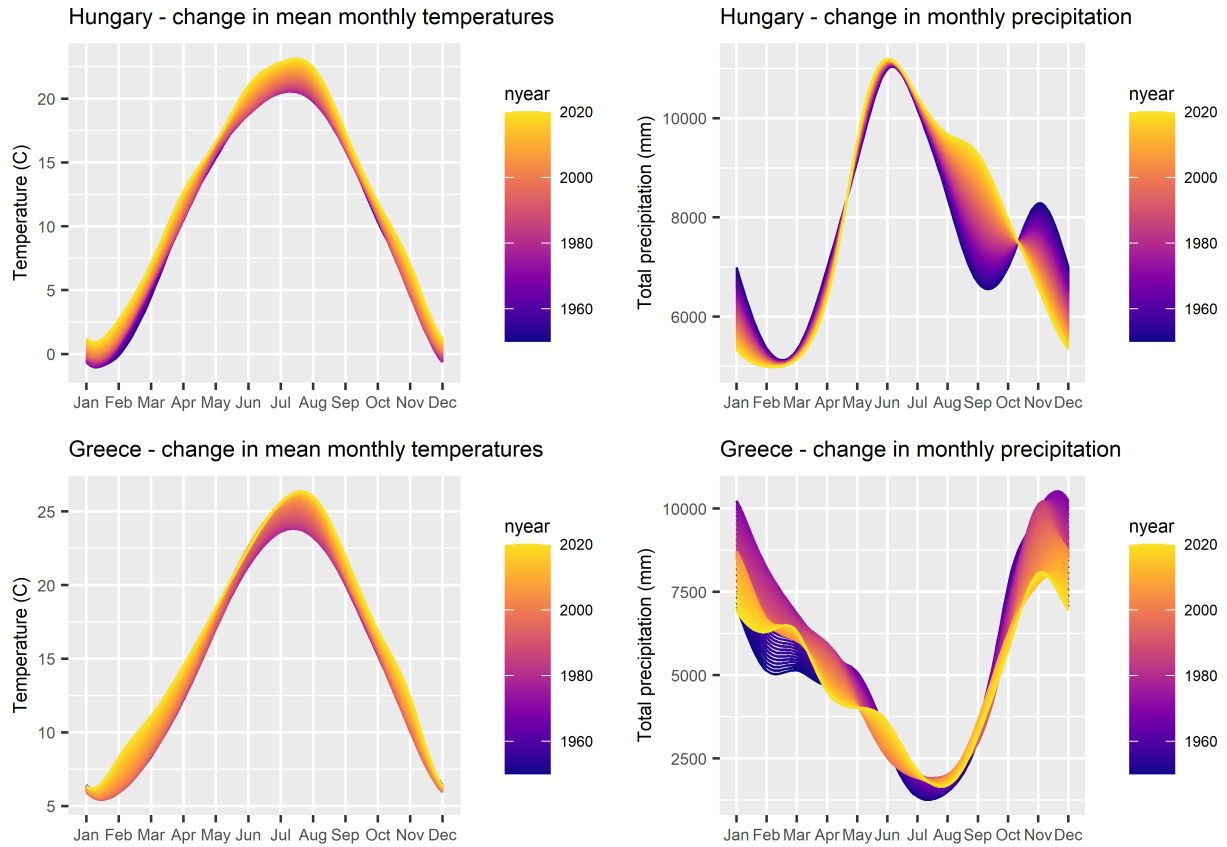 Hungary - change in mean monthly temperatures
Temperature (C)
20
15
10
5
0
Jan Feb Mar Apr May Jun Jul Aug Sep Oct Nov Dec
nyear
2020
2000
1980
1960
Hungary - change in monthly precipitation
Total precipitation (mm)
10000
8000
6000
Jan Feb Mar Apr May Jun Jul Aug Sep Oct Nov Dec
nyear
2020
2000
1980
1960
Greece - change in mean monthly temperatures
Temperature (C)
25
20
15
10
5
Jan Feb Mar Apr May Jun Jul Aug Sep Oct Nov Dec
nyear
2020
2000
1980
1960
Greece - change in monthly precipitation
Total precipitation (mm)
10000
7500
5000
2500
Jan Feb Mar Apr May Jun Jul Aug Sep Oct Nov Dec
nyear
2020
2000
1980
1960